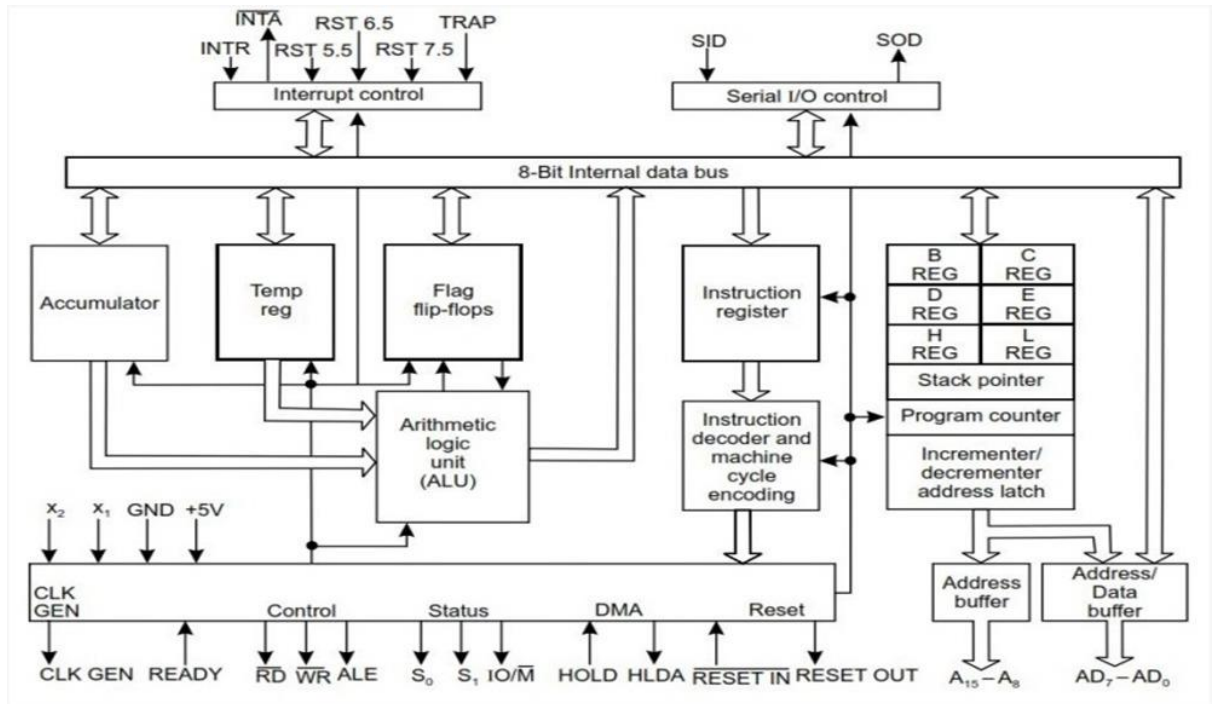 INTA
RST 6.5
TRAP
INTR
RST 5.5
RST 7.5
SID
SOD
Interrupt control
Serial I/O control
8-Bit Internal data bus
Accumulator
Temp
reg
Flag
flip-flops
Instruction
register
B
REG
C
REG
D
REG
E
REG
H
REG
L
REG
Stack pointer
Program counter
Incrementer/
decrementer
address latch
Arithmetic
logic
unit
(ALU)
Instruction
decoder and
machine
cycle
encoding
X₂
X₁
GND
+5V
CLK
GEN
Control
Status
DMA
Reset
Address
buffer
Address/
Data
buffer
CLK GEN
READY
RD
WR
ALE
S₀
S₁
IO/M
HOLD
HLDA
RESET IN
RESET OUT
A₁₅–A₈
AD₇–AD₀